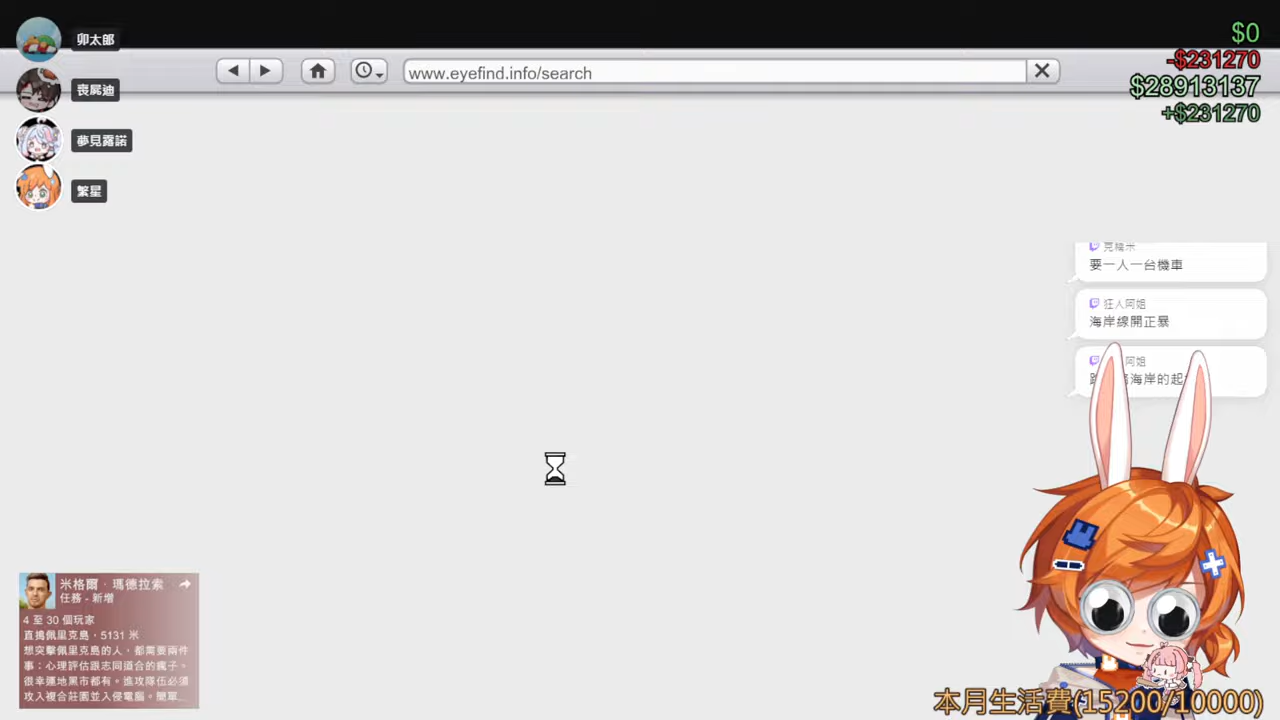 卯太郎
喪屍迪
夢見露諾
繁星
www.eyefind.info/search
$0
-$231270
$28913137
+$231270
克機米
要一人一台機車
狂人阿姐
海岸線開正暴
阿姐
海岸的起
米格爾·瑪德拉索
任務 - 新增
4 至 30 個玩家
直搗佩里克島，5131 米
想突擊佩里克島的人，都需要兩件
事：心理評估跟志同道合的瘋子。
很幸運地黑市都有。進攻隊伍必須
攻入複合莊園並入侵電腦。簡單...
本月生活費(15200/10000)